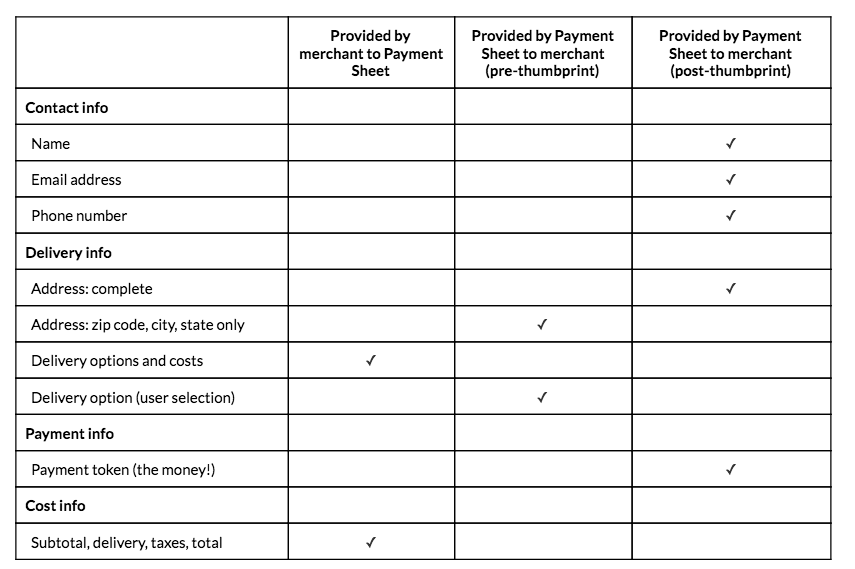 Provided by
merchant to Payment
Sheet
Provided by Payment
Sheet to merchant
(pre-thumbprint)
Provided by Payment
Sheet to merchant
(post-thumbprint)
Contact info
Name ✓
Email address ✓
Phone number ✓
Delivery info
Address: complete ✓
Address: zip code, city, state only ✓
Delivery options and costs ✓
Delivery option (user selection) ✓
Payment info
Payment token (the money!) ✓
Cost info
Subtotal, delivery, taxes, total ✓